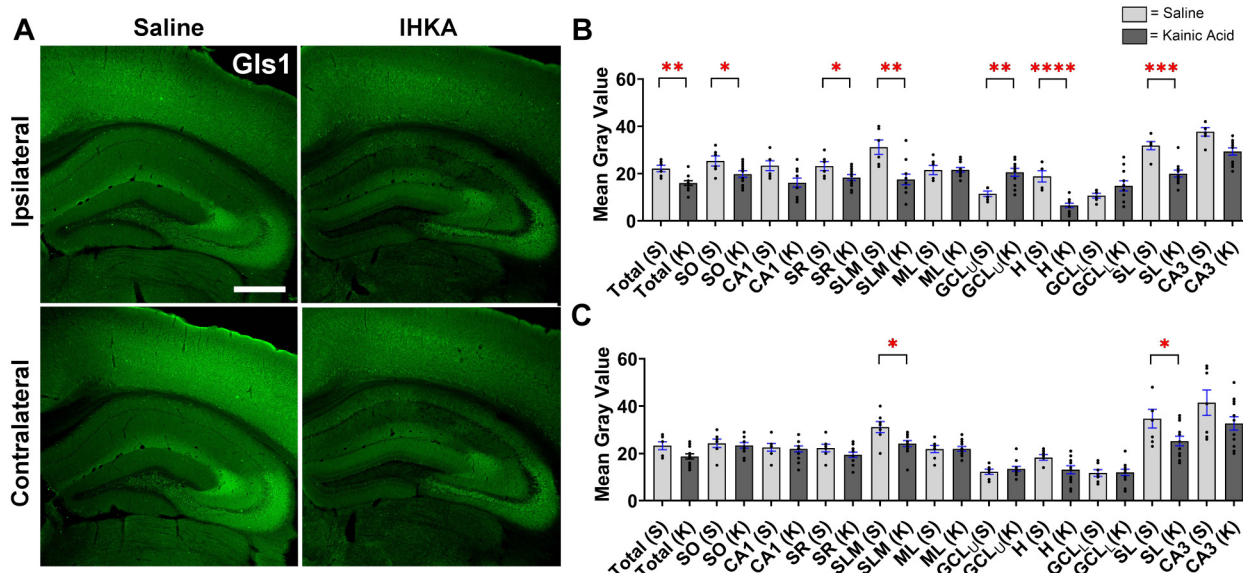 A
Saline
IHKA
Gls1
Ipsilateral
Contralateral
B
= Saline
= Kainic Acid
** * * ** ** **** ***
Mean Gray Value
60
40
20
0
Total (S) Total (K) SO (S) SO (K) CA1 (S) CA1 (K) SR (S) SR (K) SLM (S) SLM (K) ML (S) ML (K) GCLU (S) GCLU (K) H (S) H (K) GCLL (S) GCLL (K) SL (S) SL (K) CA3 (S) CA3 (K)
C
* *
Mean Gray Value
60
40
20
0
Total (S) Total (K) SO (S) SO (K) CA1 (S) CA1 (K) SR (S) SR (K) SLM (S) SLM (K) ML (S) ML (K) GCLU (S) GCLU (K) H (S) H (K) GCLL (S) GCLL (K) SL (S) SL (K) CA3 (S) CA3 (K)